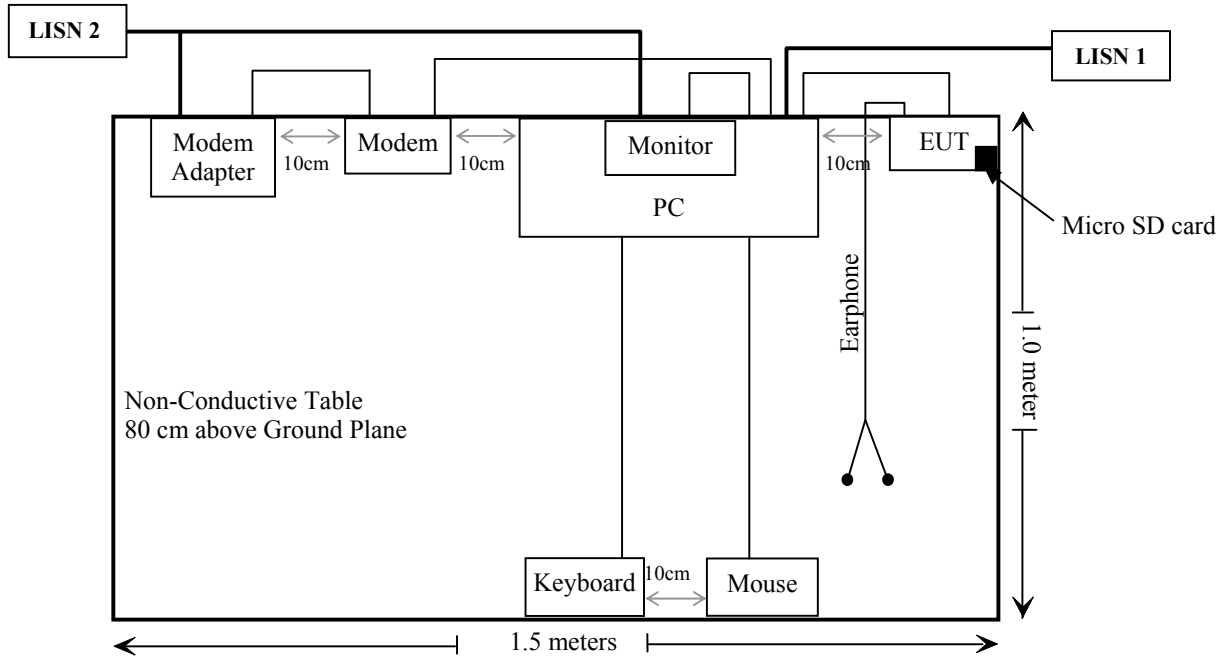 LISN 2
LISN 1
Modem
Adapter
10cm
Modem
10cm
Monitor
PC
10cm
EUT
Micro SD card
Earphone
1.0 meter
Non-Conductive Table
80 cm above Ground Plane
Keyboard
10cm
Mouse
1.5 meters